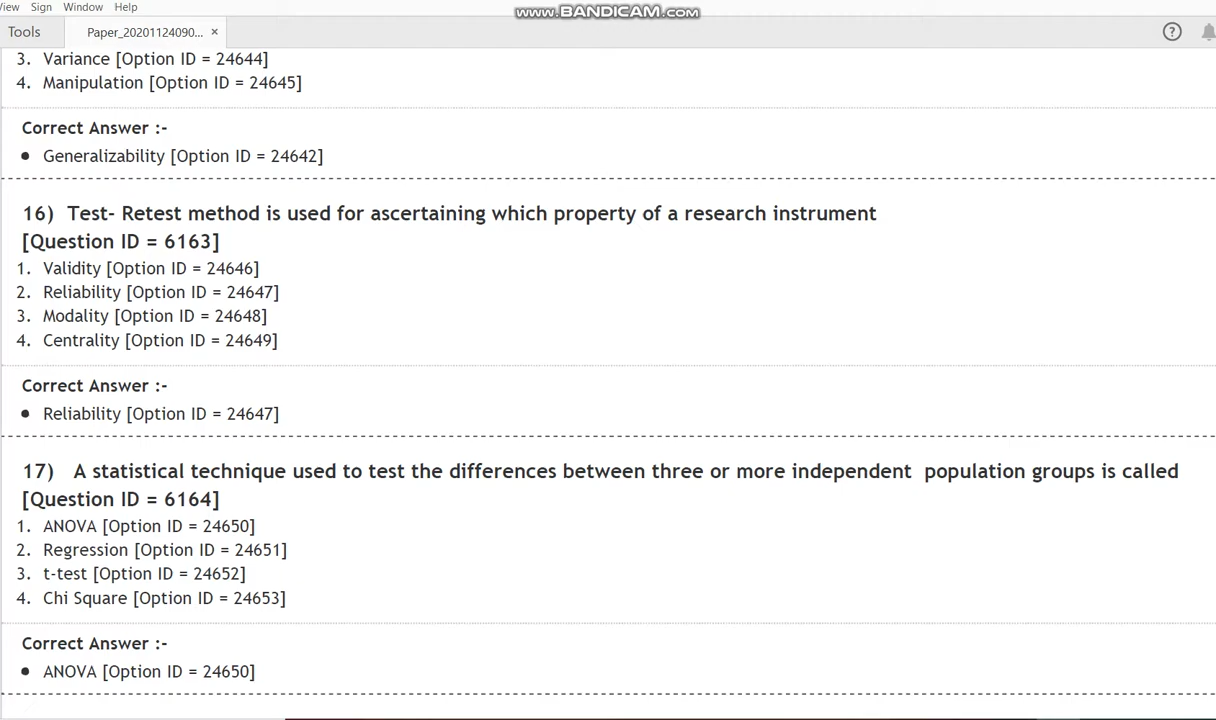 View Sign Window Help
www.BANDICAM.com
Tools Paper_20201124090... ×
?
3. Variance [Option ID = 24644]
4. Manipulation [Option ID = 24645]
Correct Answer :-
• Generalizability [Option ID = 24642]
16) Test- Retest method is used for ascertaining which property of a research instrument
[Question ID = 6163]
1. Validity [Option ID = 24646]
2. Reliability [Option ID = 24647]
3. Modality [Option ID = 24648]
4. Centrality [Option ID = 24649]
Correct Answer :-
• Reliability [Option ID = 24647]
17) A statistical technique used to test the differences between three or more independent population groups is called
[Question ID = 6164]
1. ANOVA [Option ID = 24650]
2. Regression [Option ID = 24651]
3. t-test [Option ID = 24652]
4. Chi Square [Option ID = 24653]
Correct Answer :-
• ANOVA [Option ID = 24650]